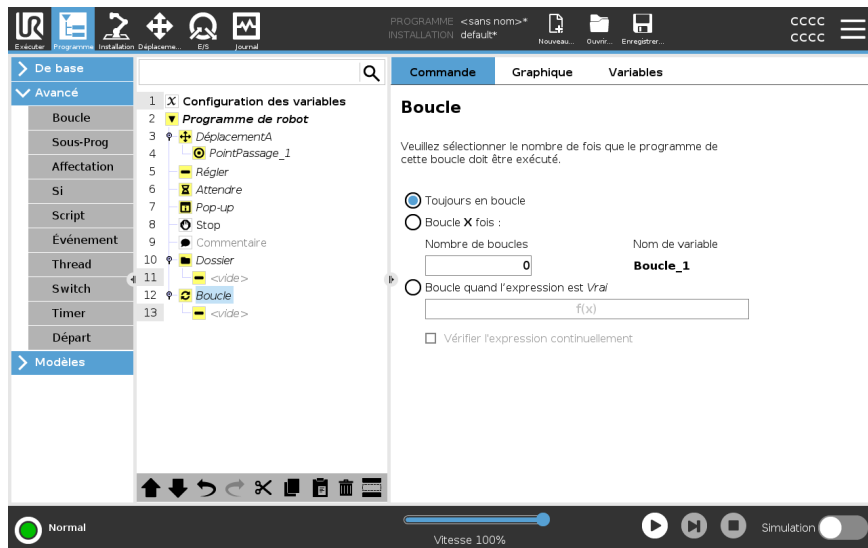 PROGRAMME <sans nom>*
INSTALLATION default*
CCCC
CCCC
Exécuter
Programme
Installation
Déplaceme...
E/S
Journal
Nouveau...
Ouvrir...
Enregistrer...
De base
Avancé
Boucle
Sous-Prog
Affectation
Si
Script
Événement
Thread
Switch
Timer
Départ
Modèles
1 X Configuration des variables
2 Programme de robot
3 DéplacementA
4 PointPassage_1
5 Régler
6 Attendre
7 Pop-up
8 Stop
9 Commentaire
10 Dossier
11 <vide>
12 Boucle
13 <vide>
Commande Graphique Variables
Boucle
Veuillez sélectionner le nombre de fois que le programme de
cette boucle doit être exécuté.
Toujours en boucle
Boucle X fois :
Nombre de boucles Nom de variable
0 Boucle_1
Boucle quand l'expression est Vrai
f(x)
Vérifier l'expression continuellement
Normal
Vitesse 100%
Simulation